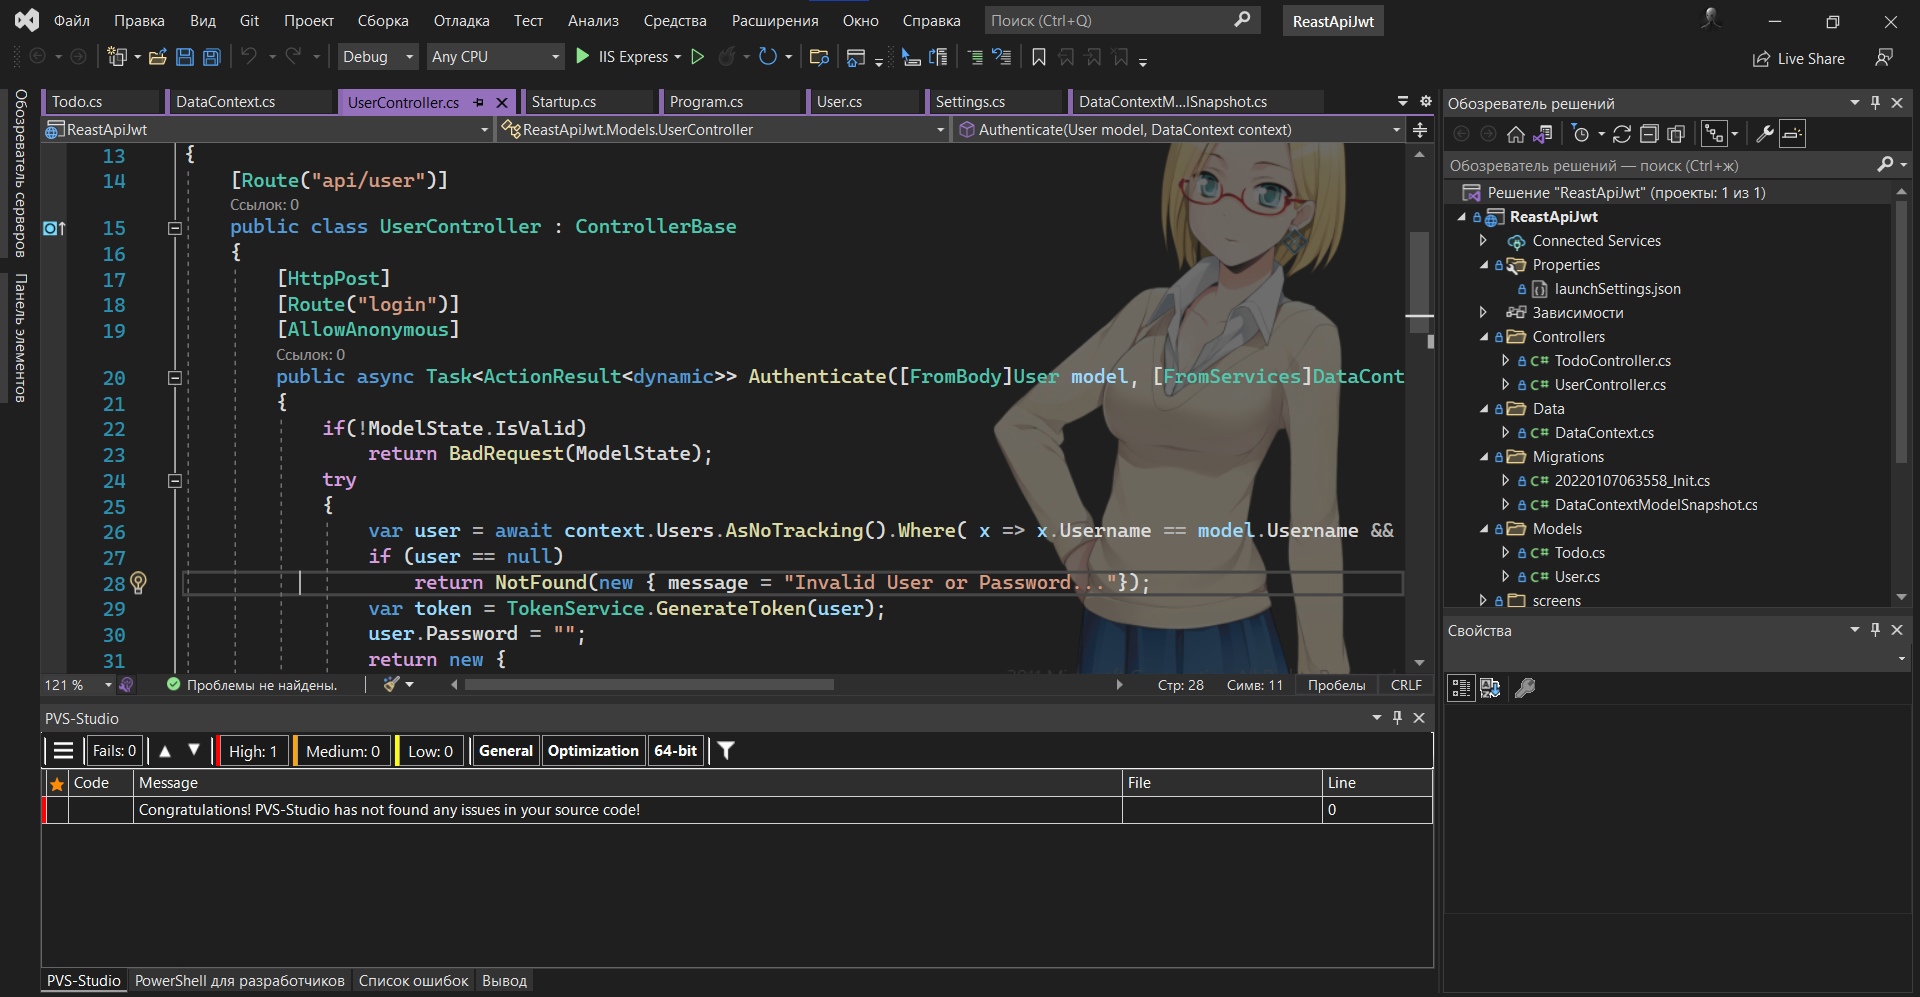 Файл Правка Вид Git Проект Сборка Отладка Тест Анализ Средства Расширения Окно Справка Поиск (Ctrl+Q) ReastApiJwt
Debug Any CPU IIS Express Live Share
Обозреватель серверов
Панель элементов
Todo.cs DataContext.cs UserController.cs Startup.cs Program.cs User.cs Settings.cs DataContextM...lSnapshot.cs
ReastApiJwt ReastApiJwt.Models.UserController Authenticate(User model, DataContext context)
13 {
14 [Route("api/user")]
Ссылок: 0
15 public class UserController : ControllerBase
16 {
17 [HttpPost]
18 [Route("login")]
19 [AllowAnonymous]
Ссылок: 0
20 public async Task<ActionResult<dynamic>> Authenticate([FromBody]User model, [FromServices]DataCont
21 {
22 if(!ModelState.IsValid)
23 return BadRequest(ModelState);
24 try
25 {
26 var user = await context.Users.AsNoTracking().Where( x => x.Username == model.Username &&
27 if (user == null)
28 return NotFound(new { message = "Invalid User or Password..."});
29 var token = TokenService.GenerateToken(user);
30 user.Password = "";
31 return new {
121 % Проблемы не найдены. Стр: 28 Симв: 11 Пробелы CRLF
PVS-Studio
Fails: 0 High: 1 Medium: 0 Low: 0 General Optimization 64-bit
Code Message File Line
Congratulations! PVS-Studio has not found any issues in your source code! 0
PVS-Studio PowerShell для разработчиков Список ошибок Вывод
Обозреватель решений
Обозреватель решений — поиск (Ctrl+ж)
Решение "ReastApiJwt" (проекты: 1 из 1)
ReastApiJwt
Connected Services
Properties
launchSettings.json
Зависимости
Controllers
C# TodoController.cs
C# UserController.cs
Data
C# DataContext.cs
Migrations
C# 20220107063558_Init.cs
C# DataContextModelSnapshot.cs
Models
C# Todo.cs
C# User.cs
screens
Свойства